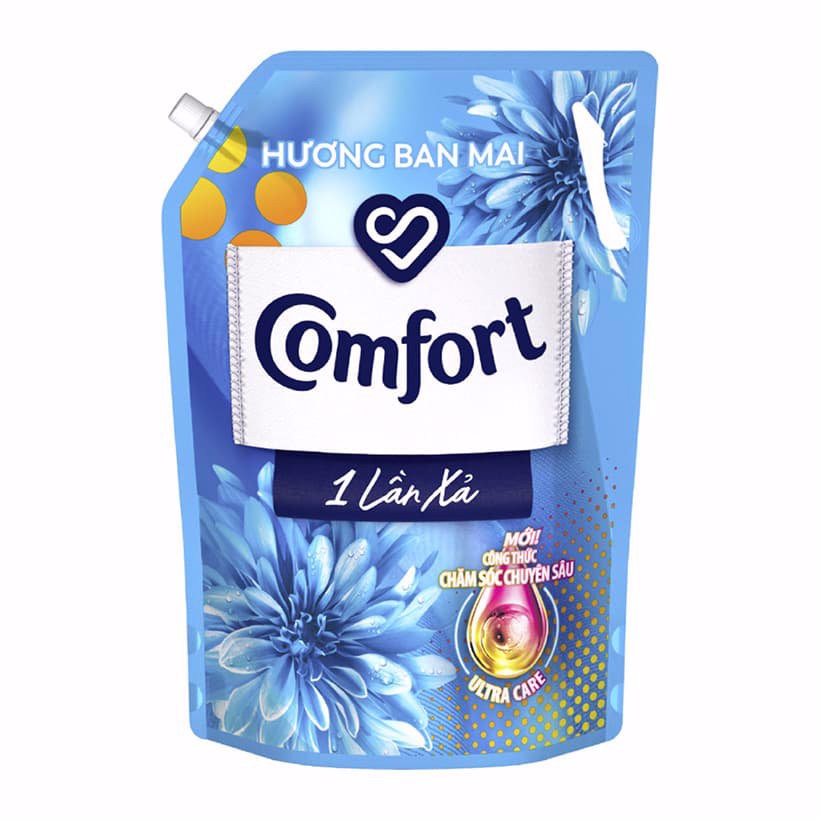 HƯƠNG BAN MAI
Comfort
1 Lần Xả
MỚI!
CÔNG THỨC
CHĂM SÓC CHUYÊN SÂU
ULTRA CARE